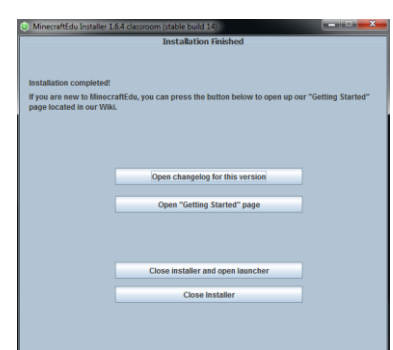 MinecraftEdu Installer 1.6.4 classroom (stable build 14)
Installation Finished
Installation completed!
If you are new to MinecraftEdu, you can press the button below to open up our "Getting Started"
page located in our Wiki.
Open changelog for this version
Open "Getting Started" page
Close installer and open launcher
Close Installer